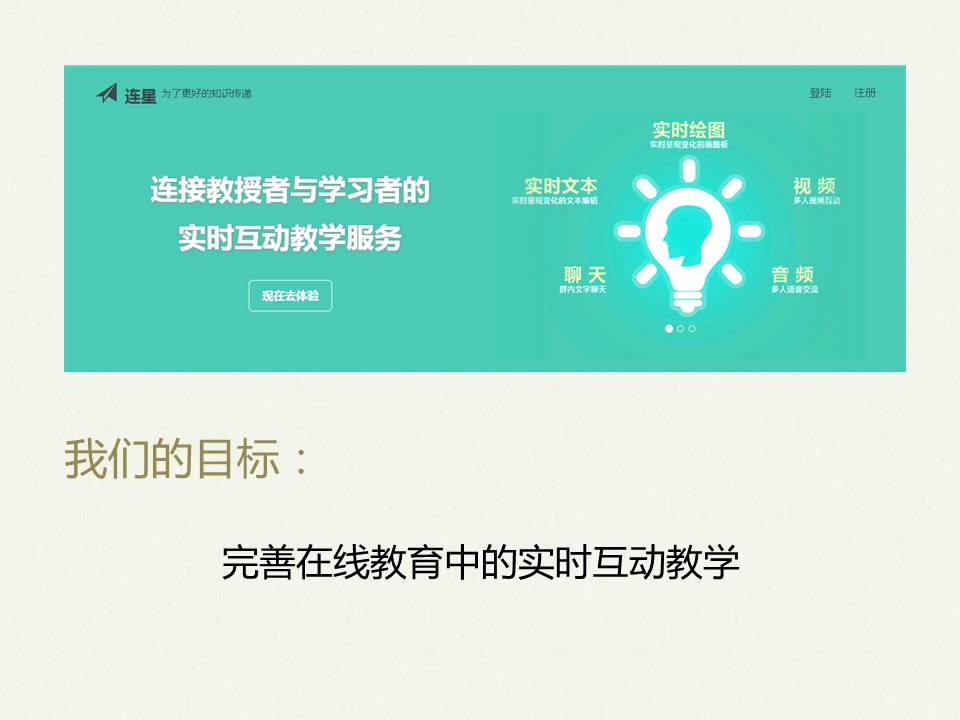 连星 为了更好的知识传递
登陆 注册
连接教授者与学习者的
实时互动教学服务
现在去体验
实时绘图
实时呈现变化的画图板
实时文本
实时呈现变化的文本编辑
视 频
多人视频互动
聊 天
群内文字聊天
音 频
多人语音交流
我们的目标：
完善在线教育中的实时互动教学